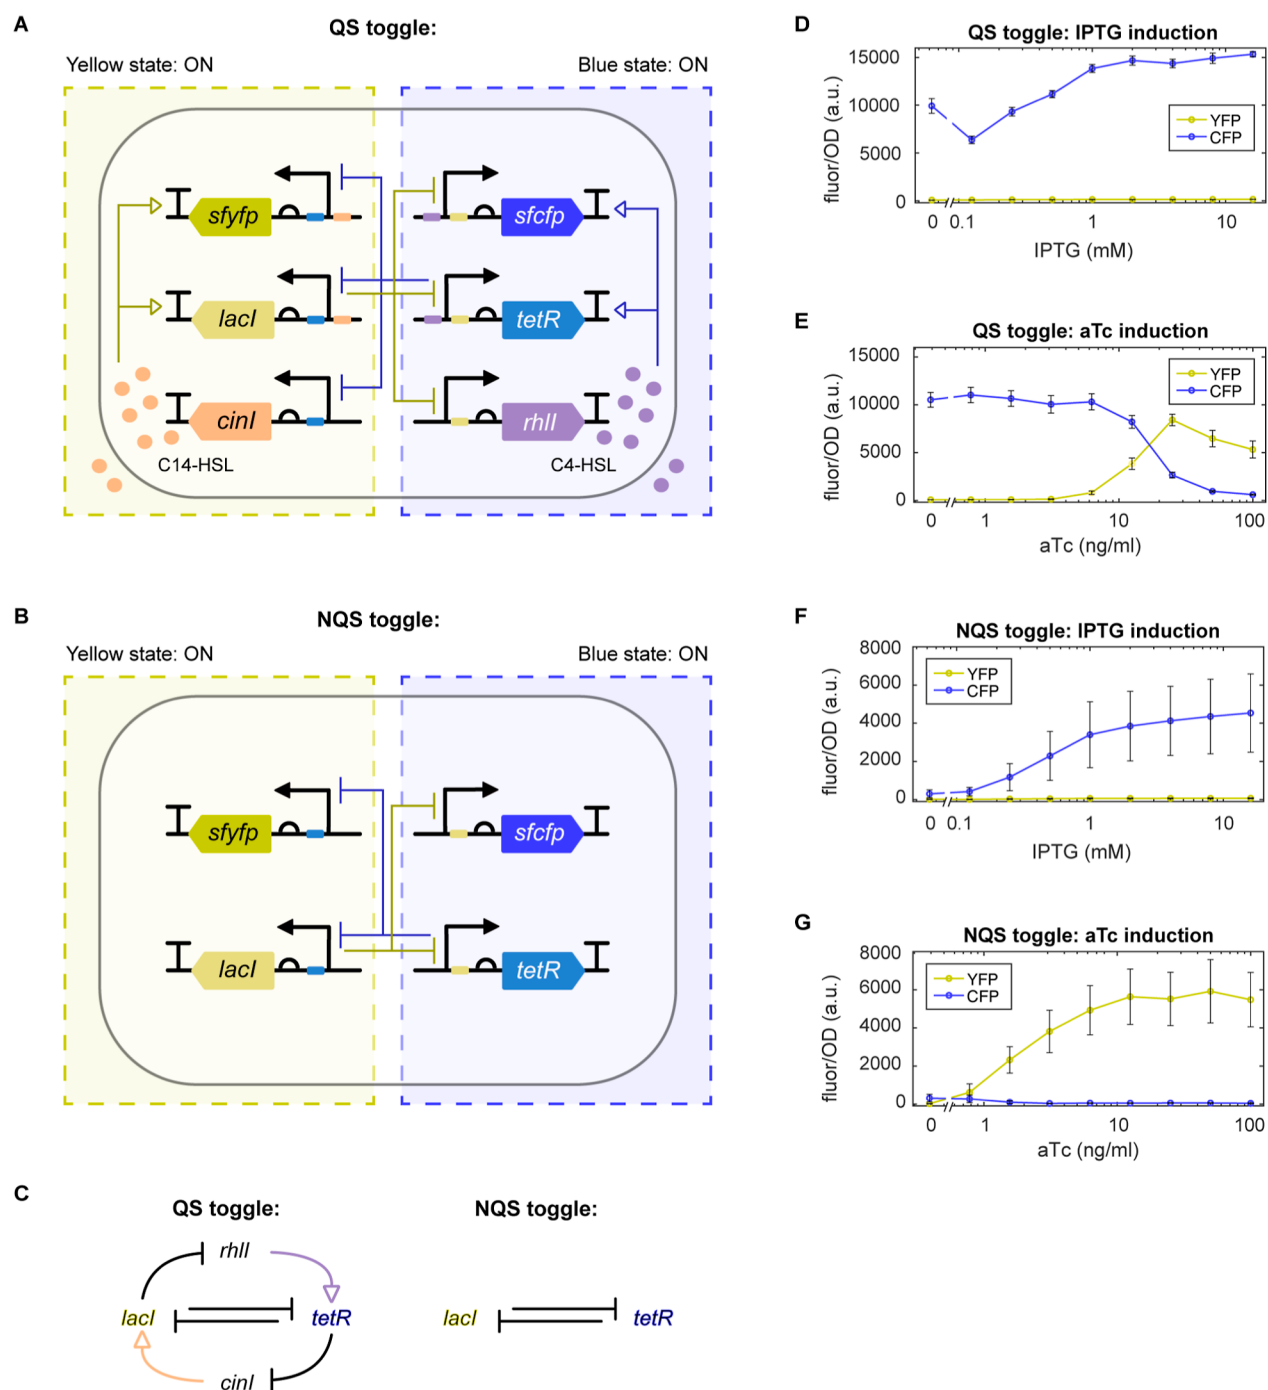 A
QS toggle:
Yellow state: ON
Blue state: ON
sfyfp
sfcfp
lacI
tetR
cinI
rhlI
C14-HSL
C4-HSL
B
NQS toggle:
Yellow state: ON
Blue state: ON
sfyfp
sfcfp
lacI
tetR
C
QS toggle:
NQS toggle:
rhlI
lacI
tetR
lacI
tetR
cinI
D
QS toggle: IPTG induction
15000
10000
5000
0
fluor/OD (a.u.)
YFP
CFP
0 0.1 1 10
IPTG (mM)
E
QS toggle: aTc induction
15000
10000
5000
0
fluor/OD (a.u.)
YFP
CFP
0 1 10 100
aTc (ng/ml)
F
NQS toggle: IPTG induction
8000
6000
4000
2000
0
fluor/OD (a.u.)
YFP
CFP
0 0.1 1 10
IPTG (mM)
G
NQS toggle: aTc induction
8000
6000
4000
2000
0
fluor/OD (a.u.)
YFP
CFP
0 1 10 100
aTc (ng/ml)